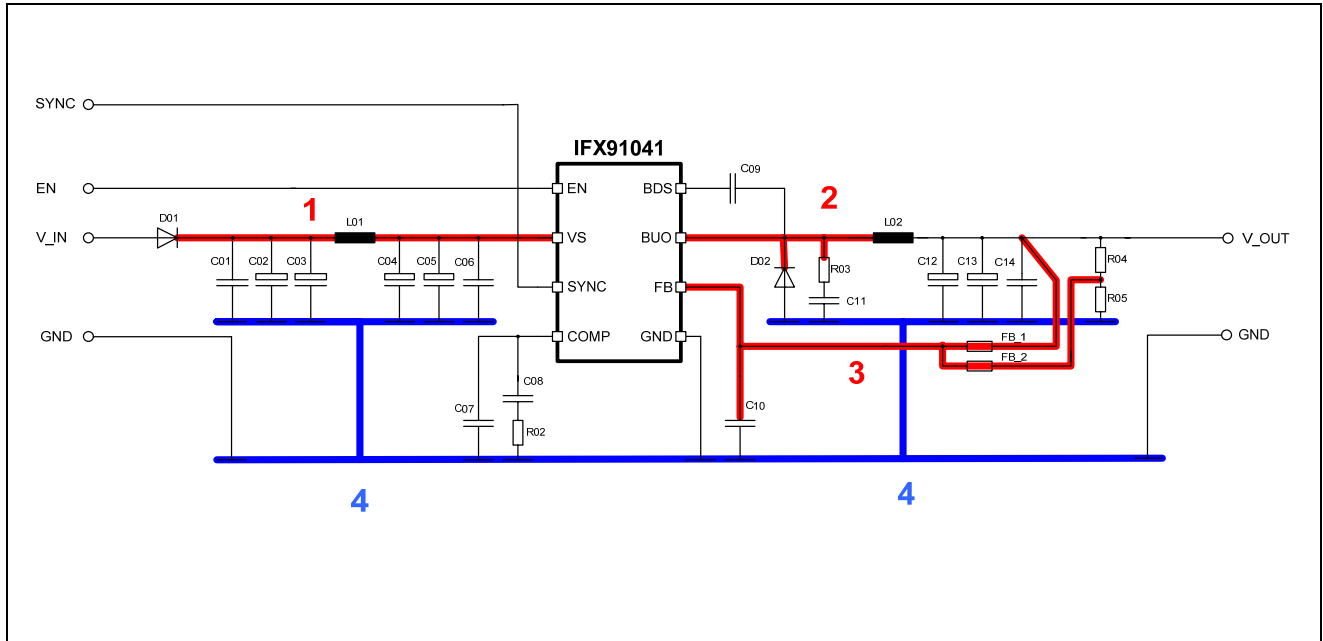 SYNC
IFX91041
C09
EN
EN
BDS
2
D01
1
L01
L02
V_IN
VS
BUO
V_OUT
C01
C02
C03
C04
C05
C06
D02
R03
C12
C13
C14
R04
SYNC
FB
C11
R05
GND
COMP
GND
FB_1
GND
FB_2
3
C08
C07
C10
R02
4
4